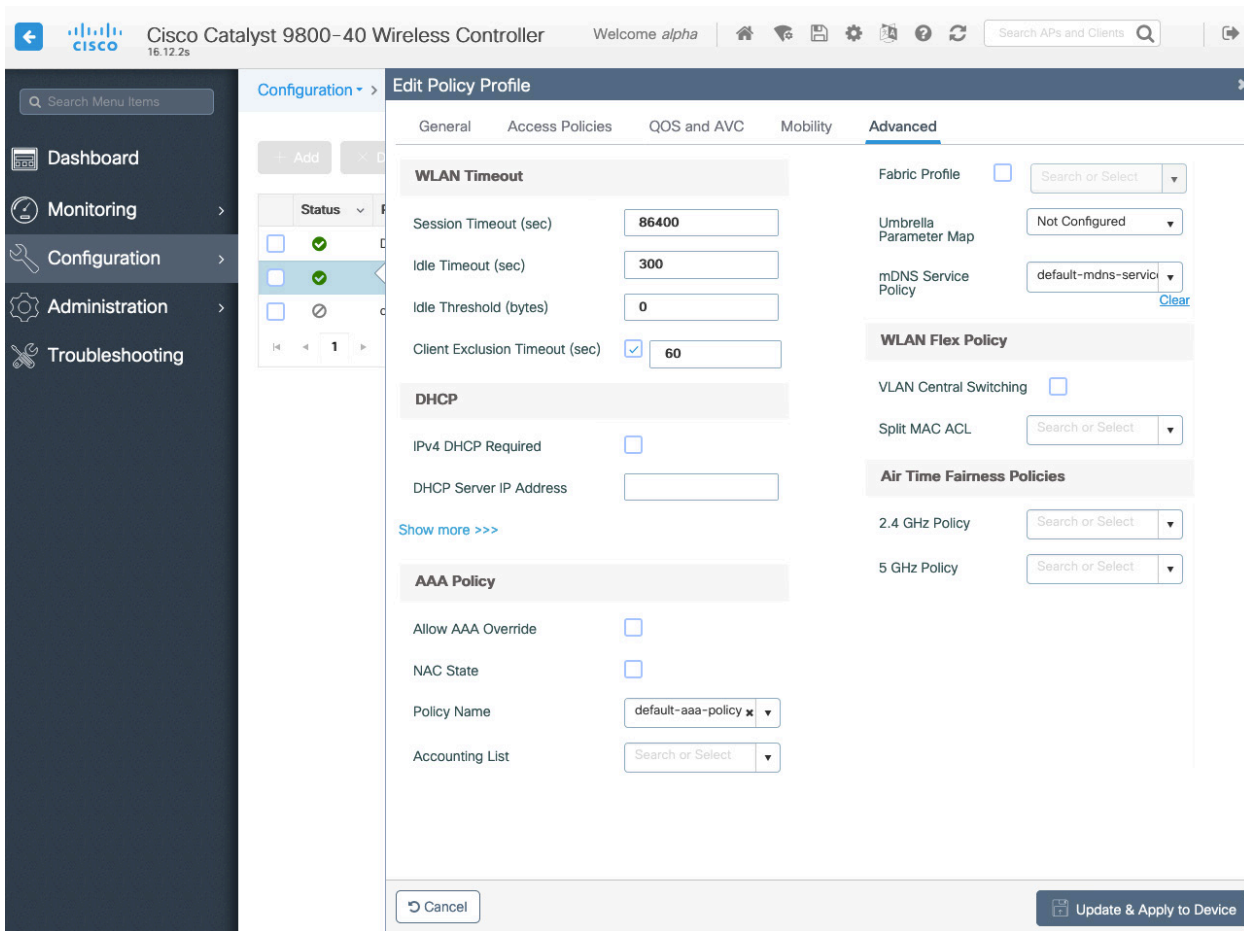 CISCO
Cisco Catalyst 9800-40 Wireless Controller
16.12.2s
Welcome alpha
Search APs and Clients
Search Menu Items
Dashboard
Monitoring
Configuration
Administration
Troubleshooting
Configuration >
Add
Status
1
Edit Policy Profile
General Access Policies QOS and AVC Mobility Advanced
WLAN Timeout
Session Timeout (sec) 86400
Idle Timeout (sec) 300
Idle Threshold (bytes) 0
Client Exclusion Timeout (sec) 60
DHCP
IPv4 DHCP Required
DHCP Server IP Address
Show more >>>
AAA Policy
Allow AAA Override
NAC State
Policy Name default-aaa-policy
Accounting List Search or Select
Fabric Profile Search or Select
Umbrella
Parameter Map
Not Configured
mDNS Service
Policy
default-mdns-servic
Clear
WLAN Flex Policy
VLAN Central Switching
Split MAC ACL Search or Select
Air Time Fairness Policies
2.4 GHz Policy Search or Select
5 GHz Policy Search or Select
Cancel
Update & Apply to Device